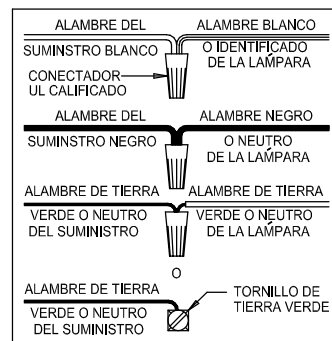 ALAMBRE DEL ALAMBRE BLANCO
SUMINSTRO BLANCO O IDENTIFICADO
DE LA LAMPARA
CONECTADOR
UL CALIFICADO
ALAMBRE DEL ALAMBRE NEGRO
SUMINSTRO NEGRO O NEUTRO
DE LA LAMPARA
ALAMBRE DE TIERRA ALAMBRE DE TIERRA
VERDE O NEUTRO VERDE O NEUTRO
DEL SUMINISTRO DE LA LÁMPARA
O
ALAMBRE DE TIERRA TORNILLO DE
VERDE O NEUTRO TIERRA VERDE
DEL SUMINISTRO